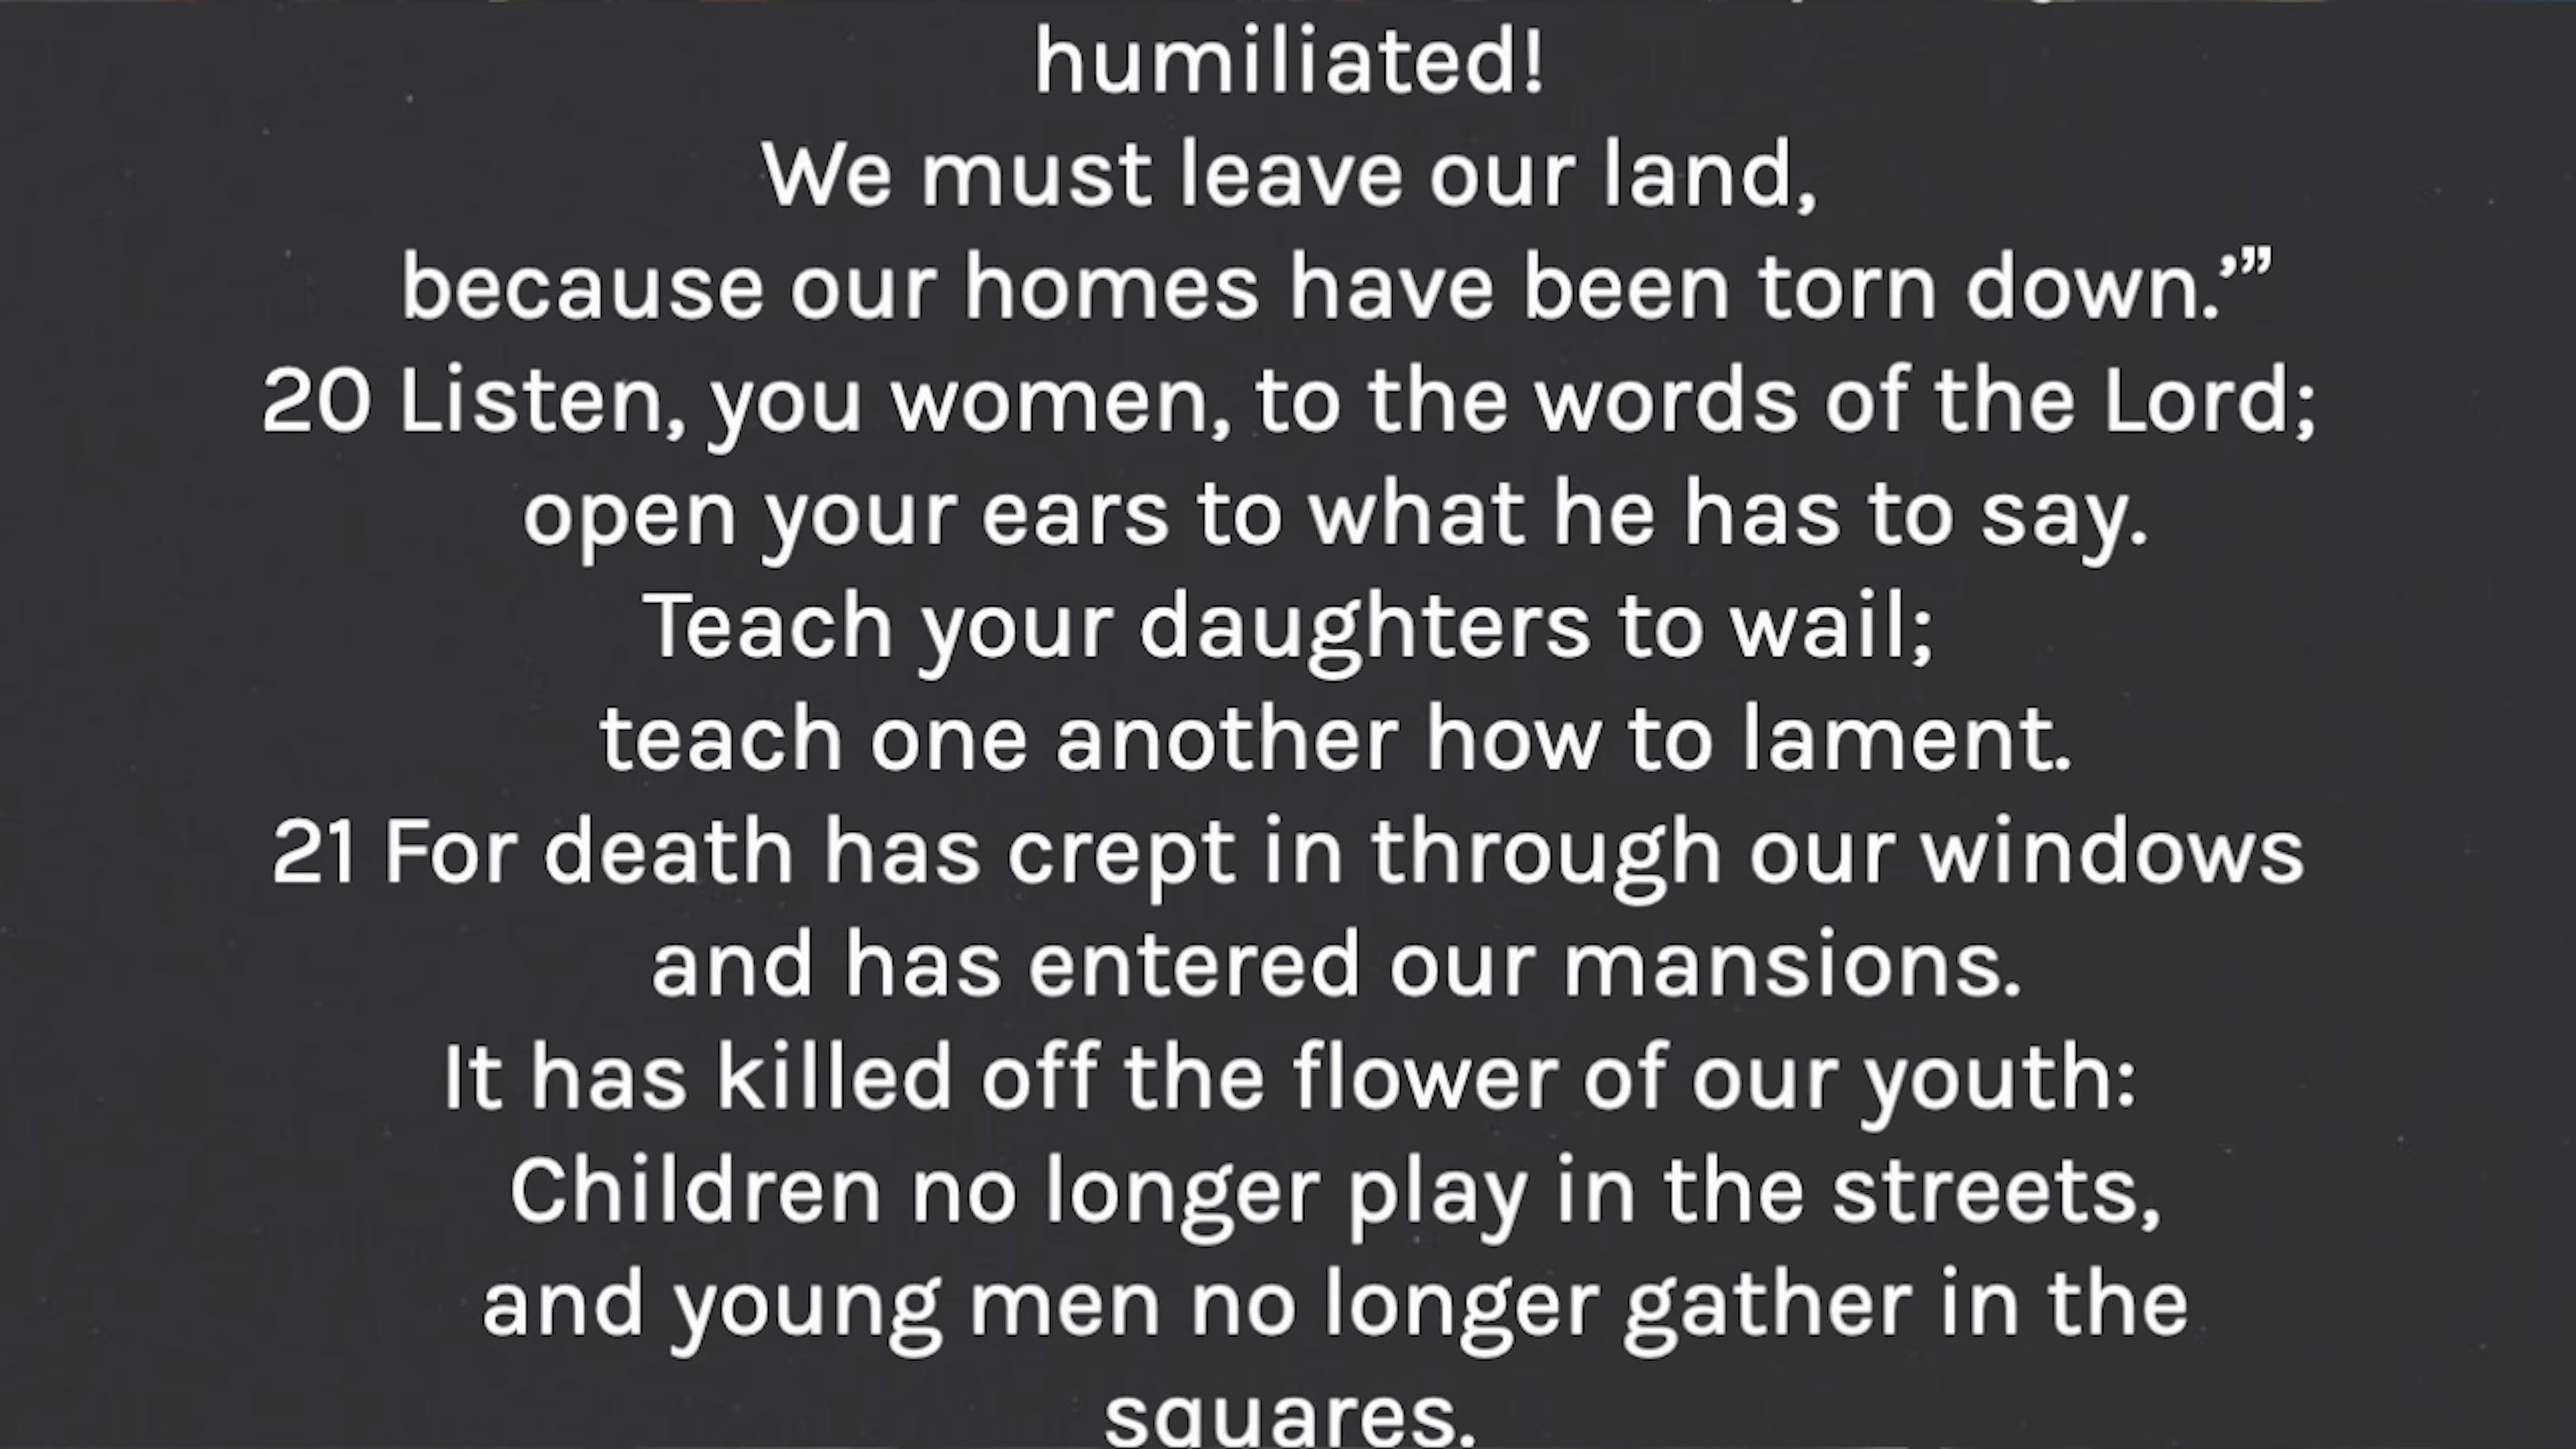 humiliated!
We must leave our land,
because our homes have been torn down.’”
20 Listen, you women, to the words of the Lord;
open your ears to what he has to say.
Teach your daughters to wail;
teach one another how to lament.
21 For death has crept in through our windows
and has entered our mansions.
It has killed off the flower of our youth:
Children no longer play in the streets,
and young men no longer gather in the
squares.